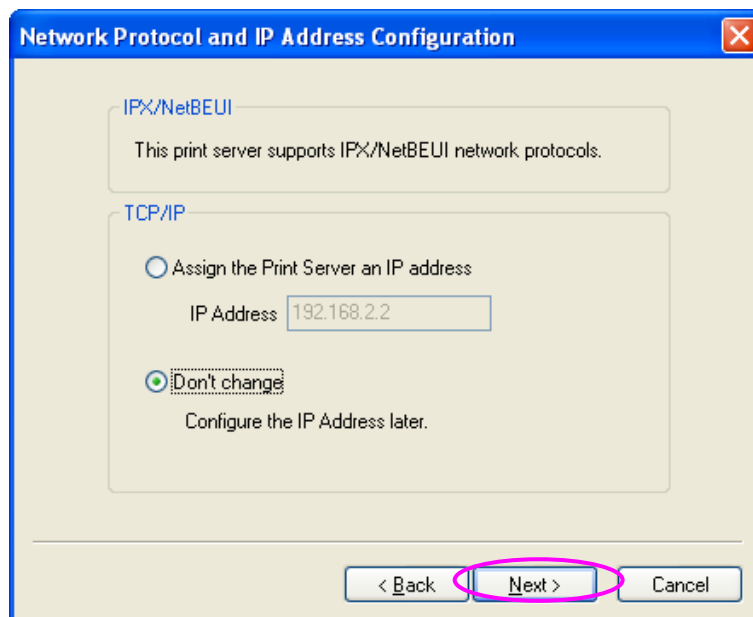 Network Protocol and IP Address Configuration
IPX/NetBEUI
This print server supports IPX/NetBEUI network protocols.
TCP/IP
Assign the Print Server an IP address
IP Address 192.168.2.2
Don't change
Configure the IP Address later.
< Back Next > Cancel